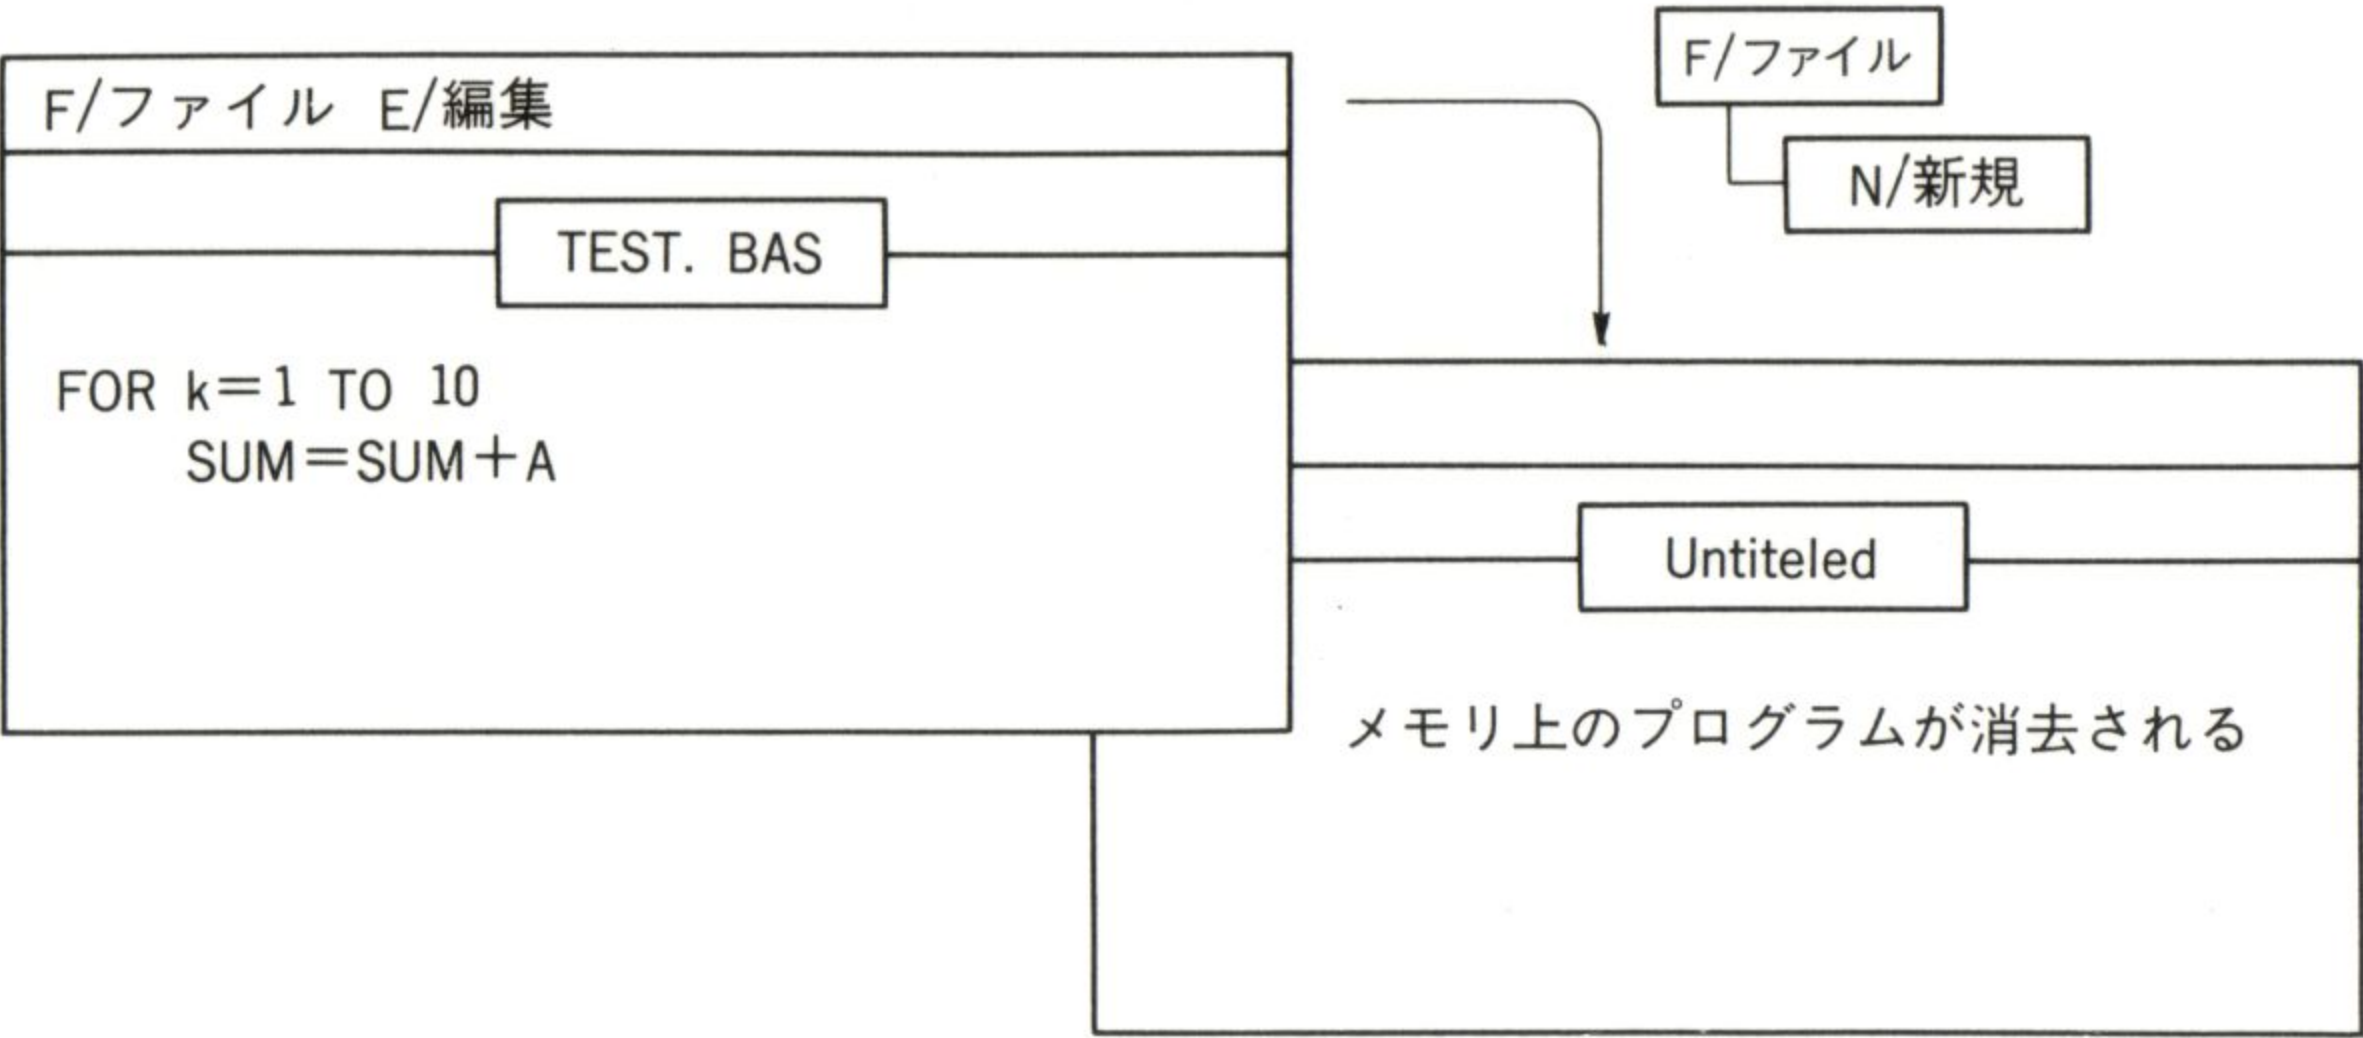 F/ファイル E/編集
TEST. BAS
FOR k=1 TO 10
SUM=SUM+A
F/ファイル
N/新規
Untiteled
メモリ上のプログラムが消去される